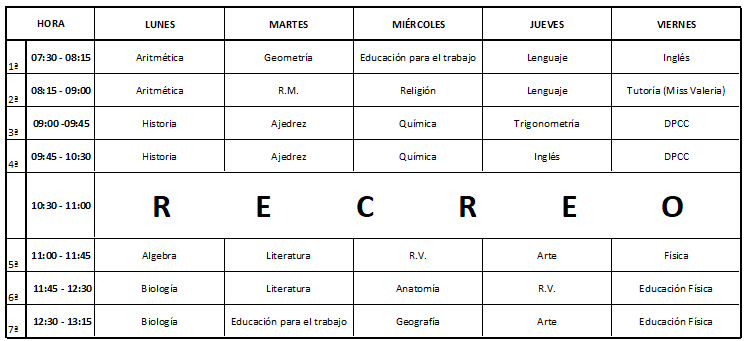 HORA LUNES MARTES MIÉRCOLES JUEVES VIERNES
1ª 07:30 - 08:15 Aritmética Geometría Educación para el trabajo Lenguaje Inglés
2ª 08:15 - 09:00 Aritmética R.M. Religión Lenguaje Tutoría (Miss Valeria)
3ª 09:00 -09:45 Historia Ajedrez Química Trigonometría DPCC
4ª 09:45 - 10:30 Historia Ajedrez Química Inglés DPCC
10:30 - 11:00 R E C R E O
5ª 11:00 - 11:45 Algebra Literatura R.V. Arte Física
6ª 11:45 - 12:30 Biología Literatura Anatomía R.V. Educación Física
7ª 12:30 - 13:15 Biología Educación para el trabajo Geografía Arte Educación Física